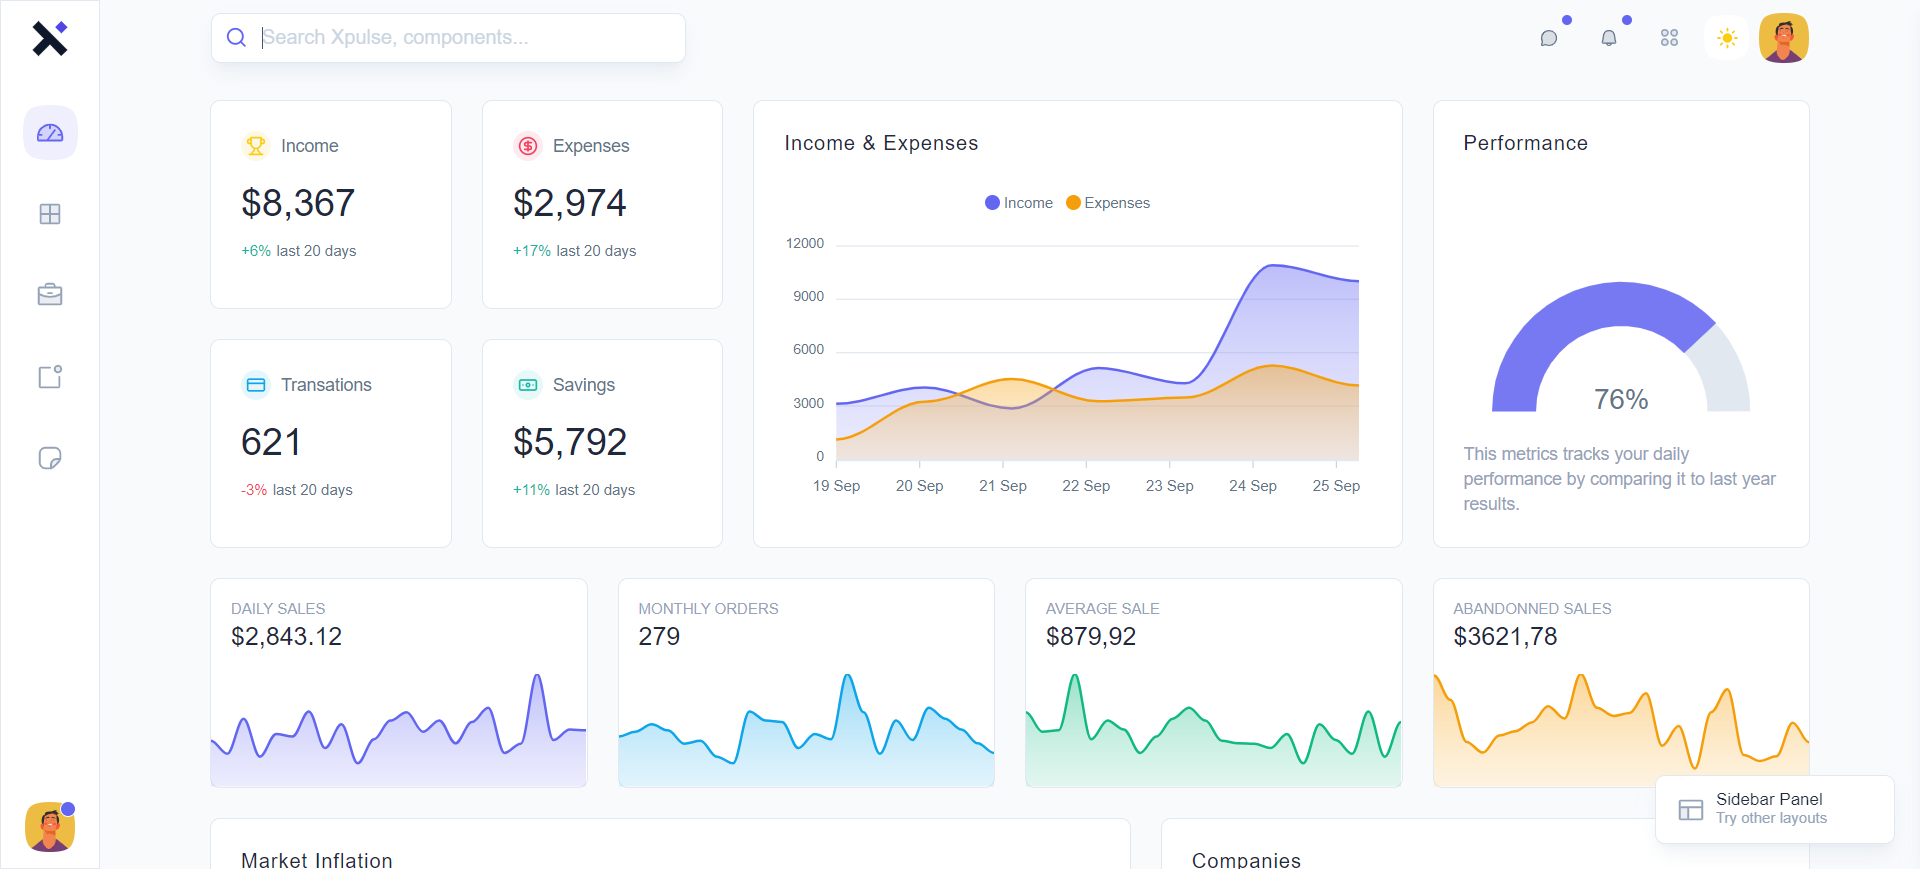 Search Xpulse, components...
Income
$8,367
+6% last 20 days
Expenses
$2,974
+17% last 20 days
Transations
621
-3% last 20 days
Savings
$5,792
+11% last 20 days
Income & Expenses
Income Expenses
12000
9000
6000
3000
0
19 Sep 20 Sep 21 Sep 22 Sep 23 Sep 24 Sep 25 Sep
Performance
76%
This metrics tracks your daily
performance by comparing it to last year
results.
DAILY SALES
$2,843.12
MONTHLY ORDERS
279
AVERAGE SALE
$879,92
ABANDONNED SALES
$3621,78
Sidebar Panel
Try other layouts
Market Inflation
Companies